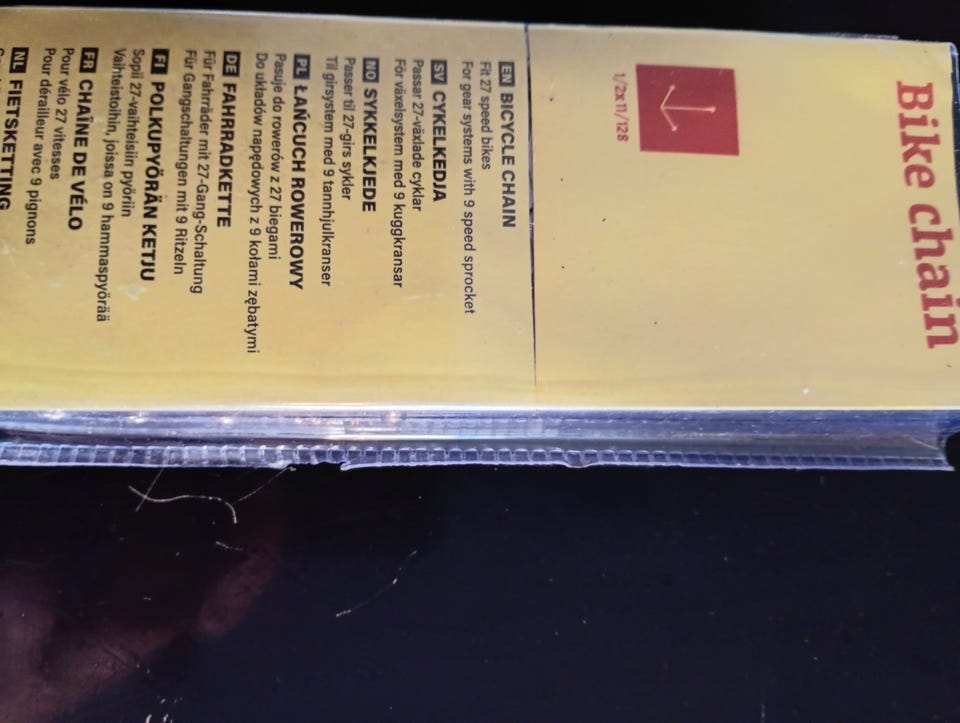 Bike chain
1/2x11/128
EN BICYCLE CHAIN
Fit 27 speed bikes
For gear systems with 9 speed sprocket
SV CYKELKEDJA
Passar 27-växlade cyklar
För växelsystem med 9 kuggkransar
NO SYKKELKJEDE
Passer til 27-girs sykler
Til girsystem med 9 tannhjulkranser
PL ŁAŃCUCH ROWEROWY
Pasuje do rowerów z 27 biegami
Do układów napędowych z 9 kołami zębatymi
DE FAHRRADKETTE
Für Fahrräder mit 27-Gang-Schaltung
Für Gangschaltungen mit 9 Ritzeln
FI POLKUPYÖRÄN KETJU
Sopii 27-vaihteisiin pyöriin
Vaihteistoihin, joissa on 9 hammaspyörää
FR CHAÎNE DE VÉLO
Pour vélo 27 vitesses
Pour dérailleur avec 9 pignons
NL FIETSKETTING